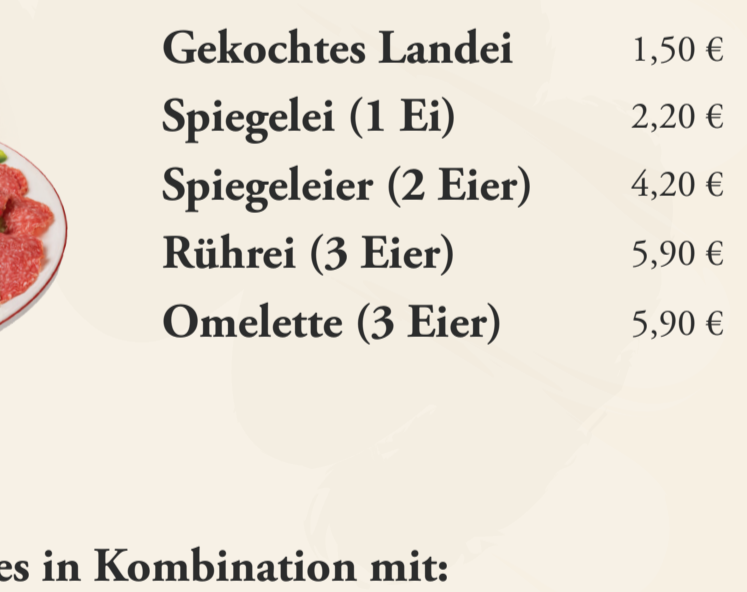 Gekochtes Landei 1,50 €
Spiegelei (1 Ei) 2,20 €
Spiegeleier (2 Eier) 4,20 €
Rührei (3 Eier) 5,90 €
Omelette (3 Eier) 5,90 €
es in Kombination mit: